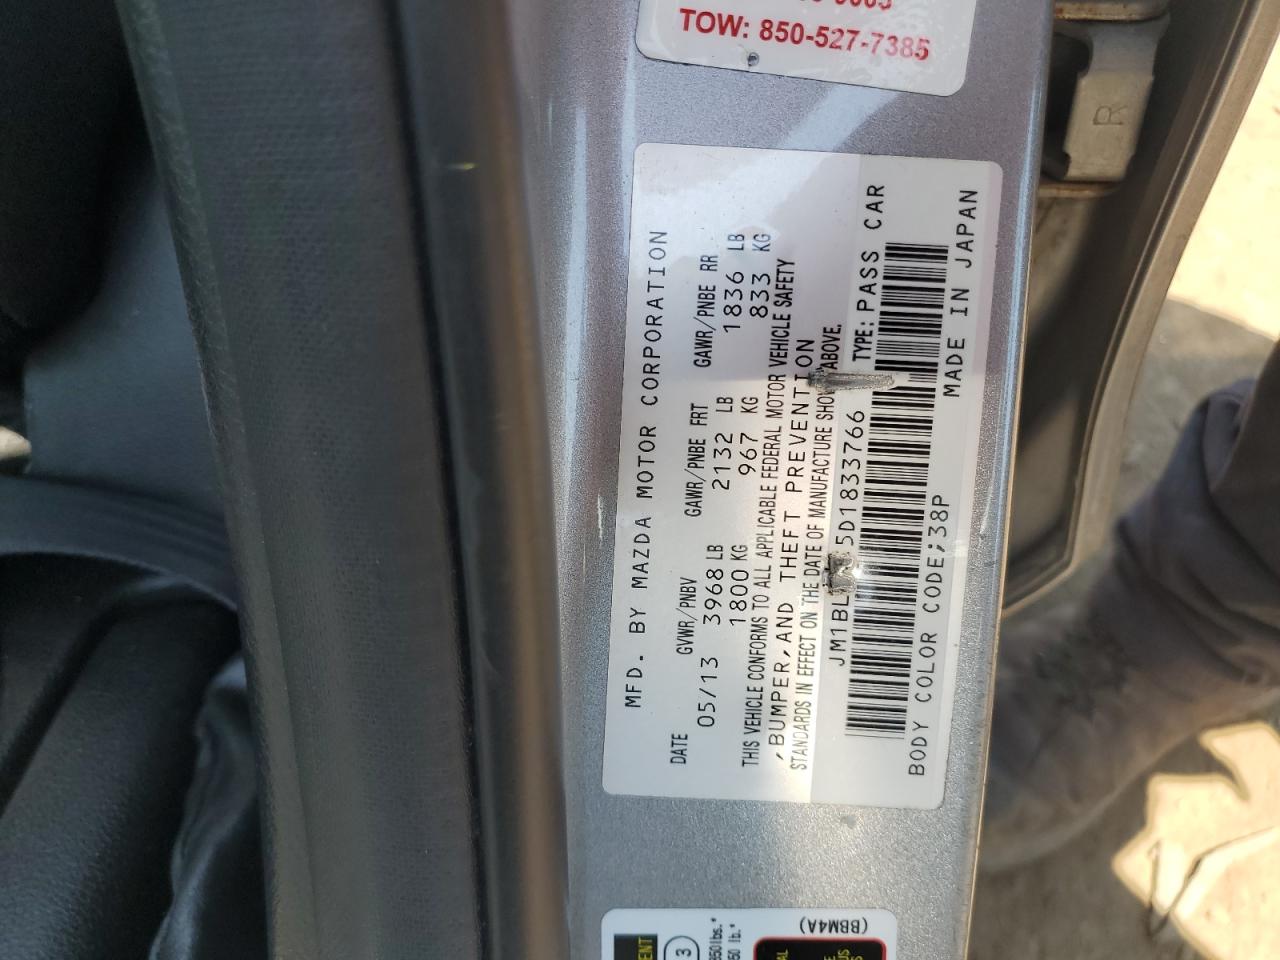 TOW: 850-527-7385
MFD. BY MAZDA MOTOR CORPORATION
DATE GVWR/PNBV GAWR/PNBE FRT GAWR/PNBE RR
05/13 3968 LB 2132 LB 1836 LB
1800 KG 967 KG 833 KG
THIS VEHICLE CONFORMS TO ALL APPLICABLE FEDERAL MOTOR VEHICLE SAFETY
,BUMPER,AND THEFT PREVENTION
STANDARDS IN EFFECT ON THE DATE OF MANUFACTURE SHOWN ABOVE.
JM1BL 5D1833766 TYPE: PASS CAR
BODY COLOR CODE;38P MADE IN JAPAN
R
(BBM4A)
3